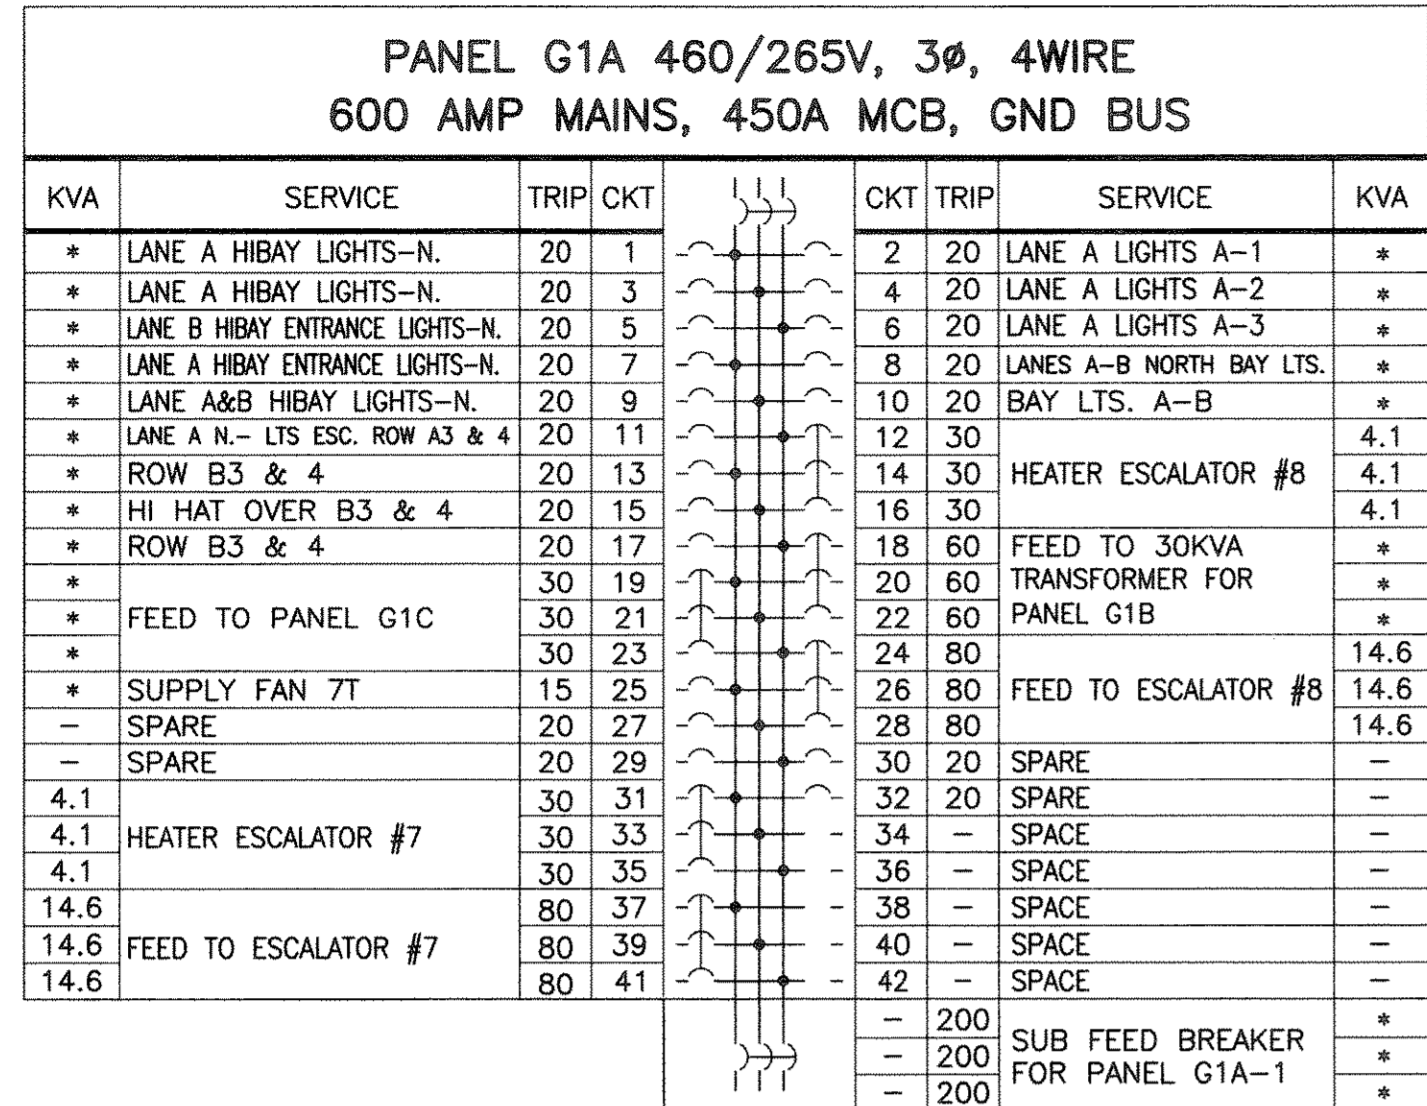 PANEL G1A 460/265V, 3ø, 4WIRE
600 AMP MAINS, 450A MCB, GND BUS
KVA SERVICE TRIP CKT CKT TRIP SERVICE KVA
* LANE A HIBAY LIGHTS-N. 20 1 2 20 LANE A LIGHTS A-1 *
* LANE A HIBAY LIGHTS-N. 20 3 4 20 LANE A LIGHTS A-2 *
* LANE B HIBAY ENTRANCE LIGHTS-N. 20 5 6 20 LANE A LIGHTS A-3 *
* LANE A HIBAY ENTRANCE LIGHTS-N. 20 7 8 20 LANES A-B NORTH BAY LTS. *
* LANE A&B HIBAY LIGHTS-N. 20 9 10 20 BAY LTS. A-B *
* LANE A N.- LTS ESC. ROW A3 & 4 20 11 12 30 4.1
* ROW B3 & 4 20 13 14 30 HEATER ESCALATOR #8 4.1
* HI HAT OVER B3 & 4 20 15 16 30 4.1
* ROW B3 & 4 20 17 18 60 FEED TO 30KVA *
* 30 19 20 60 TRANSFORMER FOR *
* FEED TO PANEL G1C 30 21 22 60 PANEL G1B *
* 30 23 24 80 14.6
* SUPPLY FAN 7T 15 25 26 80 FEED TO ESCALATOR #8 14.6
- SPARE 20 27 28 80 14.6
- SPARE 20 29 30 20 SPARE -
4.1 30 31 32 20 SPARE -
4.1 HEATER ESCALATOR #7 30 33 34 - SPACE -
4.1 30 35 36 - SPACE -
14.6 80 37 38 - SPACE -
14.6 FEED TO ESCALATOR #7 80 39 40 - SPACE -
14.6 80 41 42 - SPACE -
- 200 *
SUB FEED BREAKER
- 200 *
FOR PANEL G1A-1
- 200 *